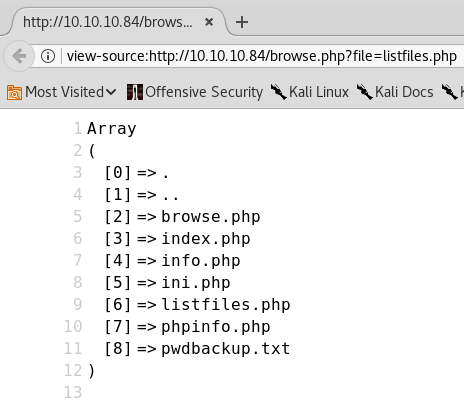 http://10.10.10.84/brows... × +
view-source:http://10.10.10.84/browse.php?file=listfiles.php
Most Visited Offensive Security Kali Linux Kali Docs
1 Array
2 (
3 [0] => .
4 [1] => ..
5 [2] => browse.php
6 [3] => index.php
7 [4] => info.php
8 [5] => ini.php
9 [6] => listfiles.php
10 [7] => phpinfo.php
11 [8] => pwdbackup.txt
12 )
13